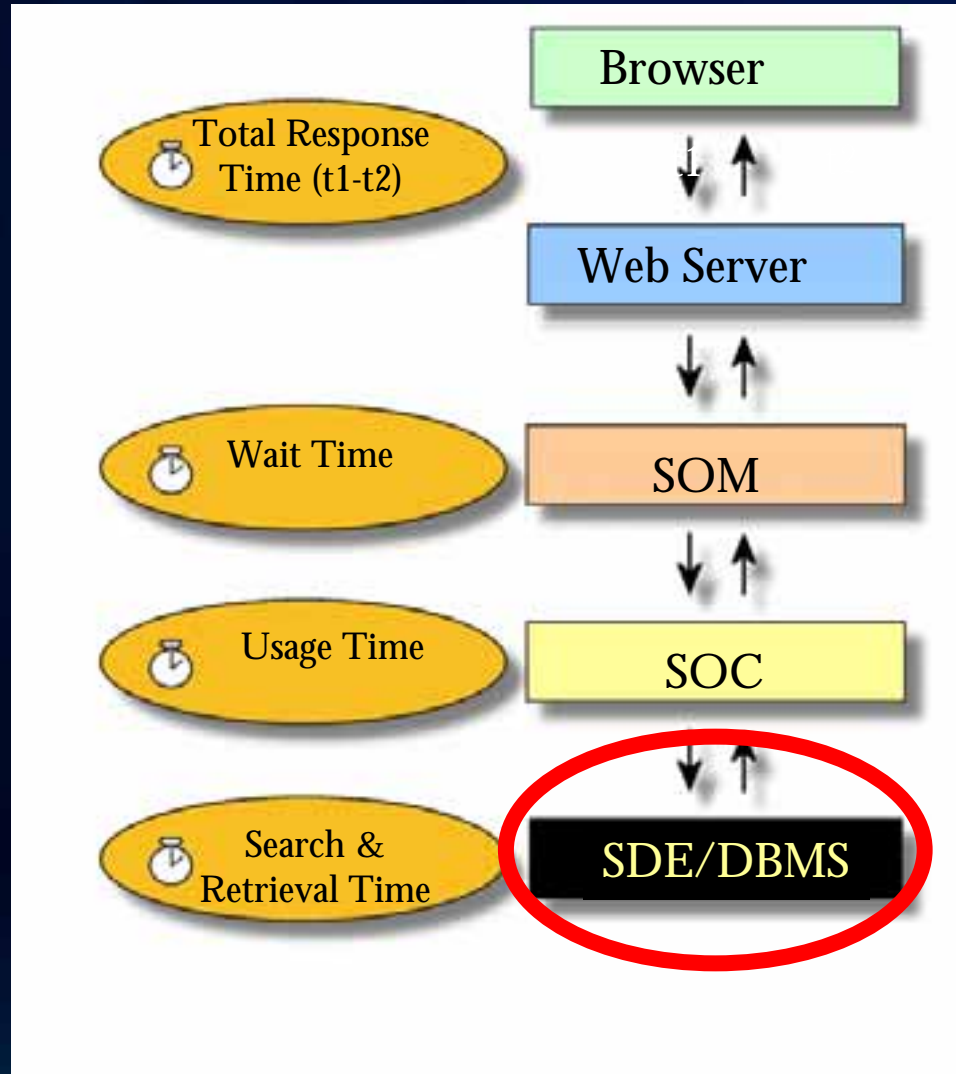 Browser
Total Response
Time (t1-t2)
t1
Web Server
Wait Time
SOM
Usage Time
SOC
Search &
Retrieval Time
SDE/DBMS